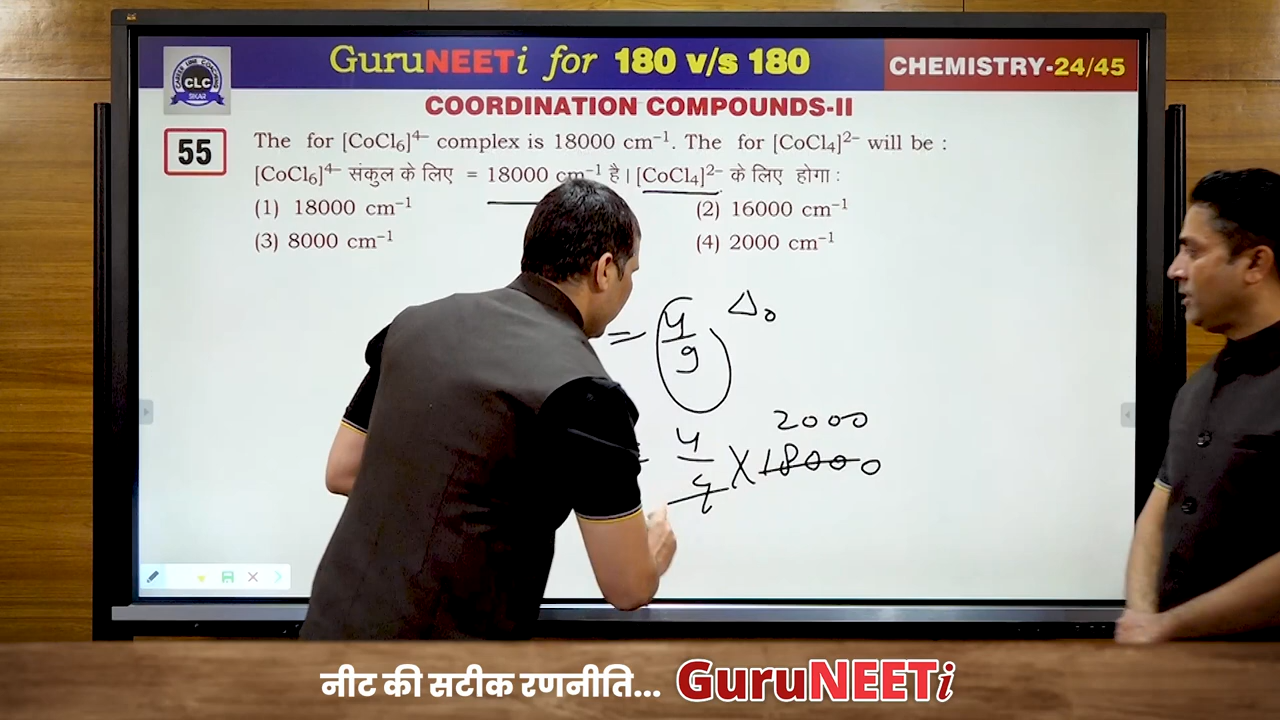 GuruNEETi for 180 v/s 180
CHEMISTRY-24/45
CLC
SIKAR
COORDINATION COMPOUNDS-II
55
The for [CoCl₆]⁴⁻ complex is 18000 cm⁻¹. The for [CoCl₄]²⁻ will be :
[CoCl₆]⁴⁻ संकुल के लिए = 18000 cm⁻¹ है। [CoCl₄]²⁻ के लिए होगा :
(1) 18000 cm⁻¹
(2) 16000 cm⁻¹
(3) 8000 cm⁻¹
(4) 2000 cm⁻¹
= 4/9 Δ₀
2000
= 4/9 X 18000
नीट की सटीक रणनीति... GuruNEETi